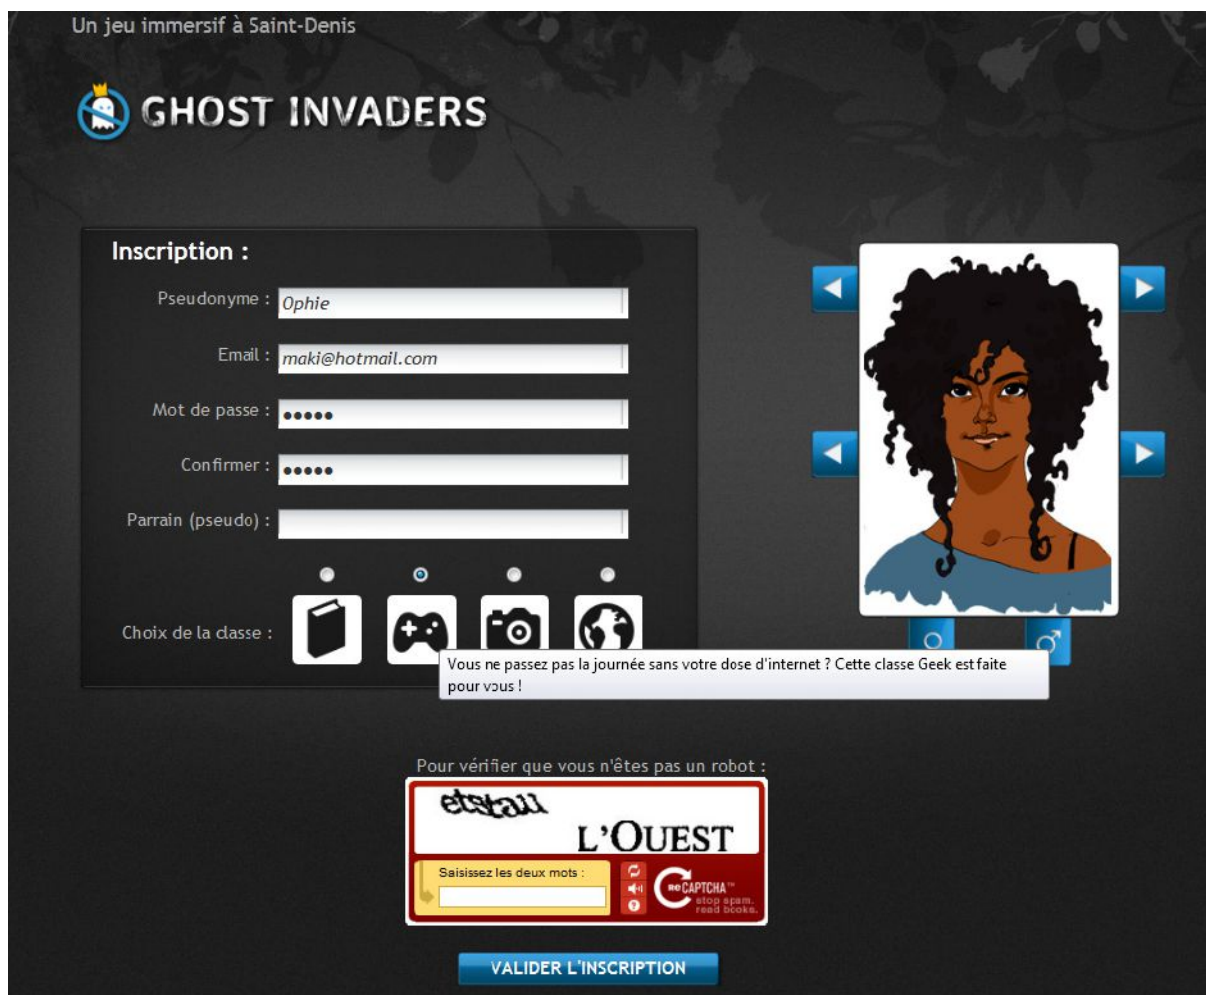 Un jeu immersif à Saint-Denis
GHOST INVADERS
Inscription :
Pseudonyme : Ophie
Email : maki@hotmail.com
Mot de passe : •••••
Confirmer : •••••
Parrain (pseudo) :
Choix de la classe :
Vous ne passez pas la journée sans votre dose d'internet ? Cette classe Geek est faite
pour vous !
Pour vérifier que vous n'êtes pas un robot :
etstau
L'OUEST
Saisissez les deux mots :
reCAPTCHA™
stop spam.
read books.
VALIDER L'INSCRIPTION